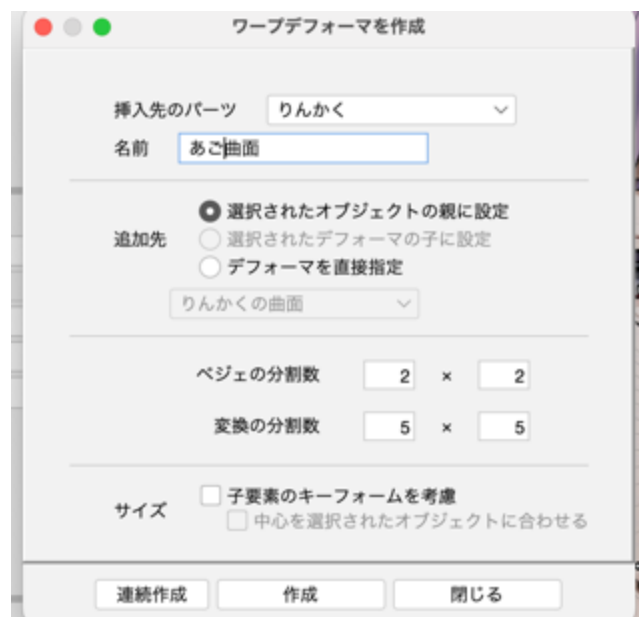 ワープデフォーマを作成
挿入先のパーツ りんかく
名前 あご曲面
選択されたオブジェクトの親に設定
追加先 選択されたデフォーマの子に設定
デフォーマを直接指定
りんかくの曲面
ベジェの分割数 2 × 2
変換の分割数 5 × 5
子要素のキーフォームを考慮
サイズ
中心を選択されたオブジェクトに合わせる
連続作成 作成 閉じる